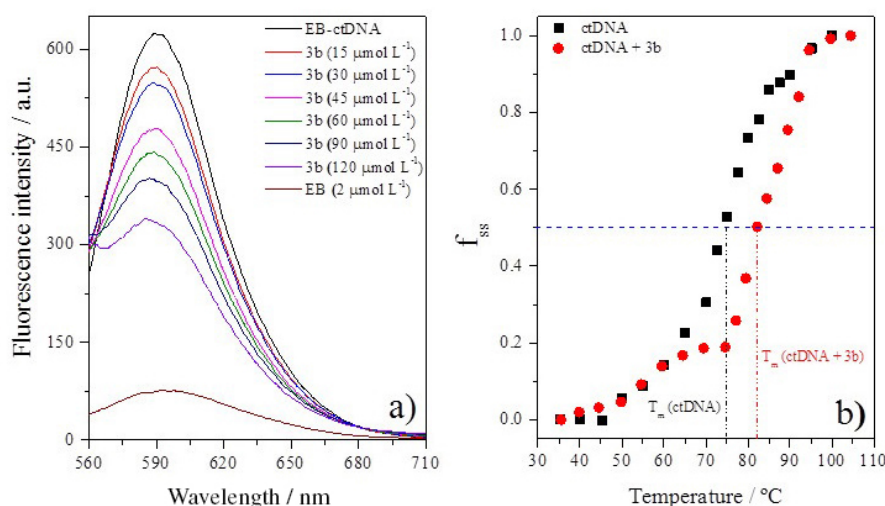 EB-ctDNA
3b (15 μmol L⁻¹)
3b (30 μmol L⁻¹)
3b (45 μmol L⁻¹)
3b (60 μmol L⁻¹)
3b (90 μmol L⁻¹)
3b (120 μmol L⁻¹)
EB (2 μmol L⁻¹)
Fluorescence intensity / a.u.
600
450
300
150
0
560 590 620 650 680 710
Wavelength / nm
a)
ctDNA
ctDNA + 3b
fss
1.0
0.8
0.6
0.4
0.2
0.0
Tm (ctDNA + 3b)
Tm (ctDNA)
b)
30 40 50 60 70 80 90 100 110
Temperature / °C